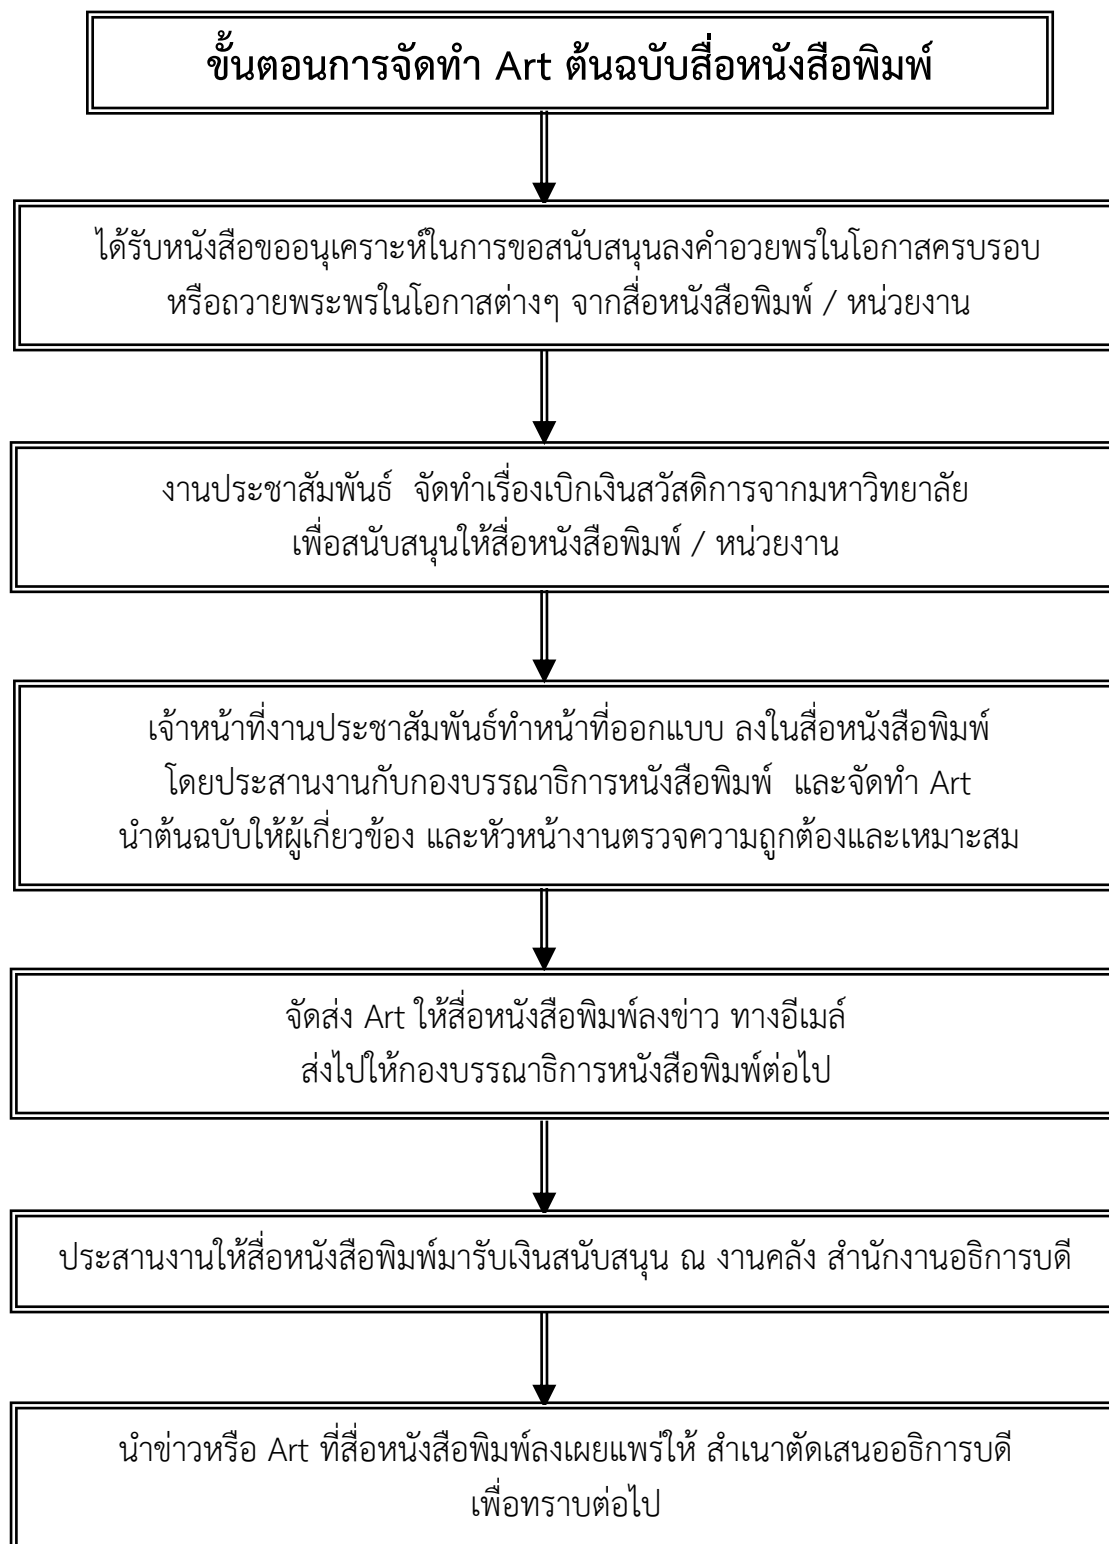 ขั้นตอนการจัดทำ Art ต้นฉบับสื่อหนังสือพิมพ์
ได้รับหนังสือขออนุเคราะห์ในการขอสนับสนุนลงคำอวยพรในโอกาสครบรอบ
หรือถวายพระพรในโอกาสต่างๆ จากสื่อหนังสือพิมพ์ / หน่วยงาน
งานประชาสัมพันธ์  จัดทำเรื่องเบิกเงินสวัสดิการจากมหาวิทยาลัย
เพื่อสนับสนุนให้สื่อหนังสือพิมพ์ / หน่วยงาน
เจ้าหน้าที่งานประชาสัมพันธ์ทำหน้าที่ออกแบบ ลงในสื่อหนังสือพิมพ์
โดยประสานงานกับกองบรรณาธิการหนังสือพิมพ์  และจัดทำ Art
นำต้นฉบับให้ผู้เกี่ยวข้อง และหัวหน้างานตรวจความถูกต้องและเหมาะสม
จัดส่ง Art ให้สื่อหนังสือพิมพ์ลงข่าว ทางอีเมล์
ส่งไปให้กองบรรณาธิการหนังสือพิมพ์ต่อไป
ประสานงานให้สื่อหนังสือพิมพ์มารับเงินสนับสนุน ณ งานคลัง สำนักงานอธิการบดี
นำข่าวหรือ Art ที่สื่อหนังสือพิมพ์ลงเผยแพร่ให้ สำเนาตัดเสนออธิการบดี
เพื่อทราบต่อไป